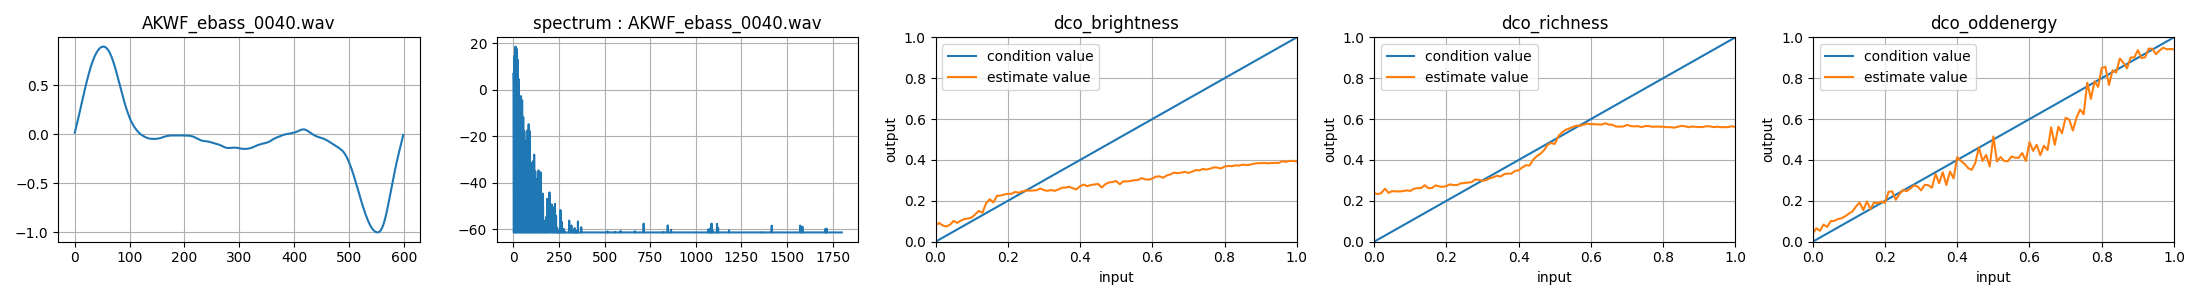 AKWF_ebass_0040.wav
0.5
0.0
−0.5
−1.0
0 100 200 300 400 500 600
spectrum : AKWF_ebass_0040.wav
20
0
−20
−40
−60
0 250 500 750 1000 1250 1500 1750
dco_brightness
condition value
estimate value
output
1.0
0.8
0.6
0.4
0.2
0.0
0.0 0.2 0.4 0.6 0.8 1.0
input
dco_richness
condition value
estimate value
output
1.0
0.8
0.6
0.4
0.2
0.0
0.0 0.2 0.4 0.6 0.8 1.0
input
dco_oddenergy
condition value
estimate value
output
1.0
0.8
0.6
0.4
0.2
0.0
0.0 0.2 0.4 0.6 0.8 1.0
input